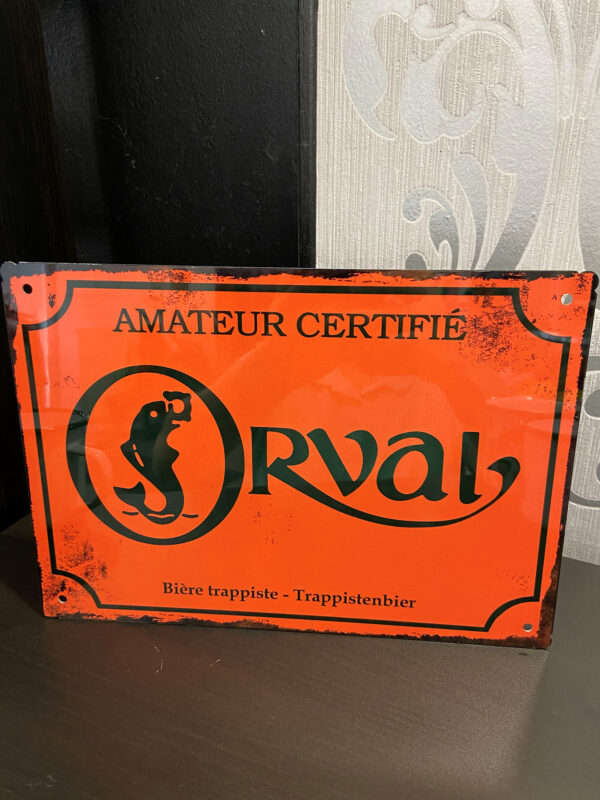 AMATEUR CERTIFIÉ
ORVAL
Bière trappiste - Trappistenbier